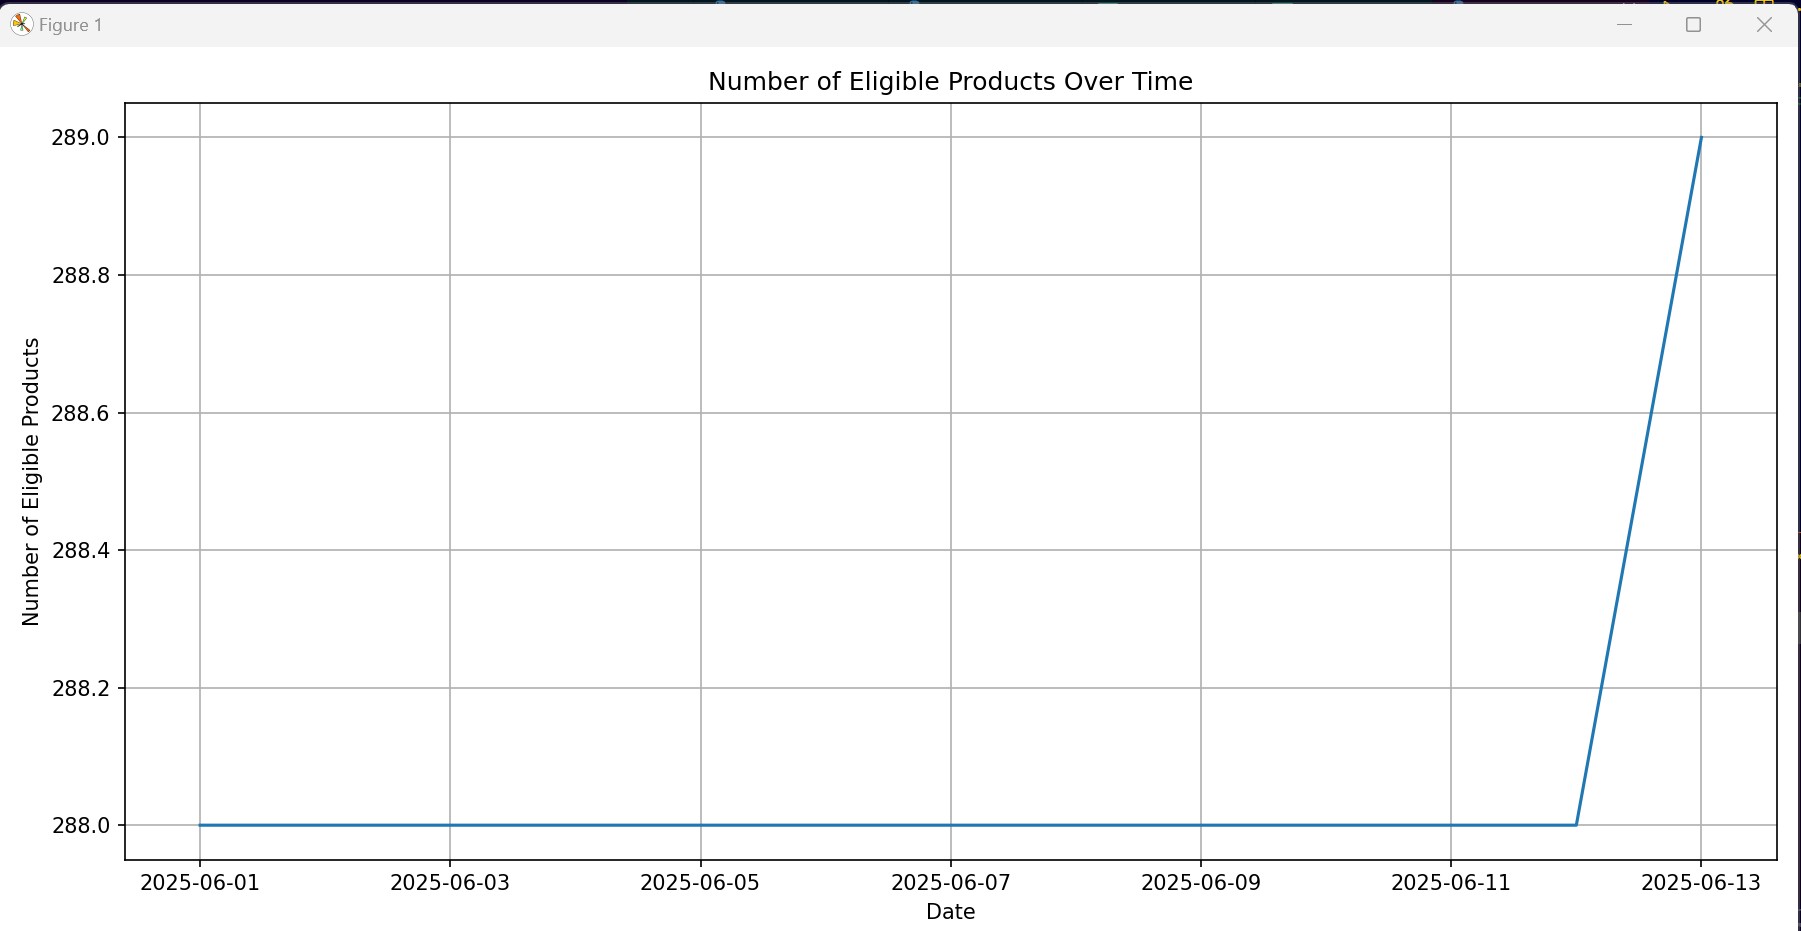 Figure 1
Number of Eligible Products Over Time
289.0
288.8
288.6
288.4
288.2
288.0
Number of Eligible Products
2025-06-01 2025-06-03 2025-06-05 2025-06-07 2025-06-09 2025-06-11 2025-06-13
Date